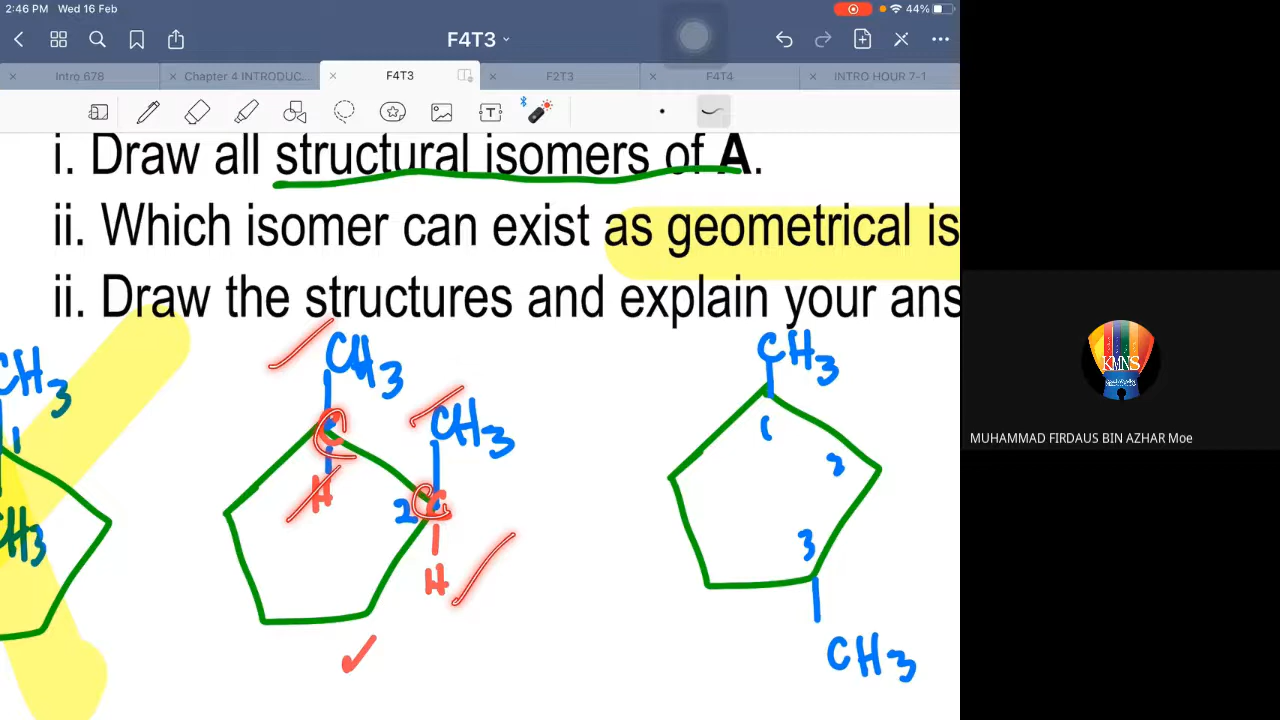 2:46 PM Wed 16 Feb
44%
F4T3
Intro 678
Chapter 4 INTRODUC...
F4T3
F2T3
F4T4
INTRO HOUR 7-1
T
i. Draw all structural isomers of A.
ii. Which isomer can exist as geometrical is
ii. Draw the structures and explain your ans
CH3
1
CH3
CH3
C
H
CH3
2
C
H
CH3
1
2
3
CH3
KMNS
MUHAMMAD FIRDAUS BIN AZHAR Moe